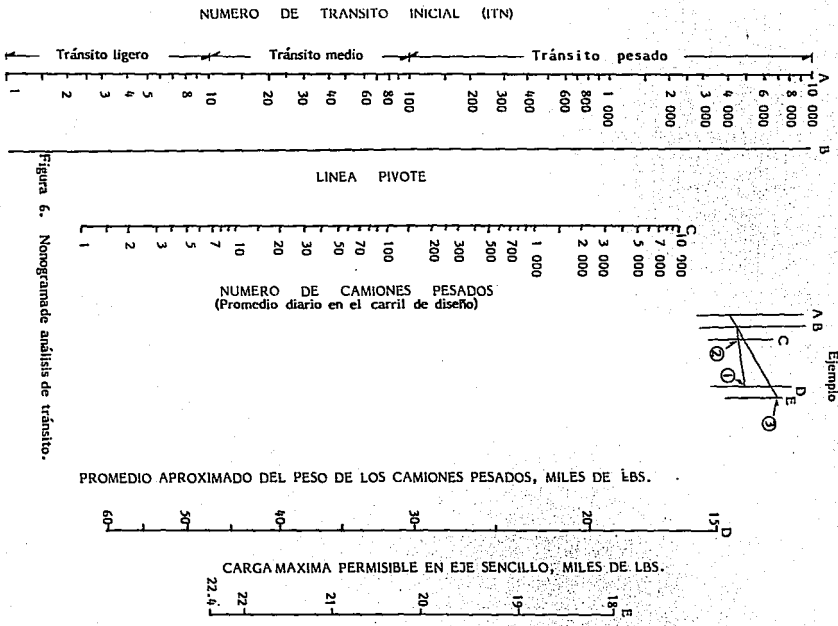 NUMERO DE TRANSITO INICIAL (ITN)
Tránsito ligero
Tránsito medio
Tránsito pesado
A
1 2 3 4 5 8 10 20 30 40 60 80 100 200 300 400 600 800 1 000 2 000 3 000 4 000 6 000 8 000 10 000
B
LINEA PIVOTE
C
1 2 3 5 7 10 20 30 50 70 100 200 300 500 700 1 000 2 000 3 000 5 000 7 000 10 900
NUMERO DE CAMIONES PESADOS
(Promedio diario en el carril de diseño)
Ejemplo
A
B
C
D
E
2
1
3
PROMEDIO APROXIMADO DEL PESO DE LOS CAMIONES PESADOS, MILES DE LBS.
60 50 40 30 20 15
D
CARGA MAXIMA PERMISIBLE EN EJE SENCILLO, MILES DE LBS.
22.4 22 21 20 19 18
E
Figura 6. Nonogramade análisis de tránsito.